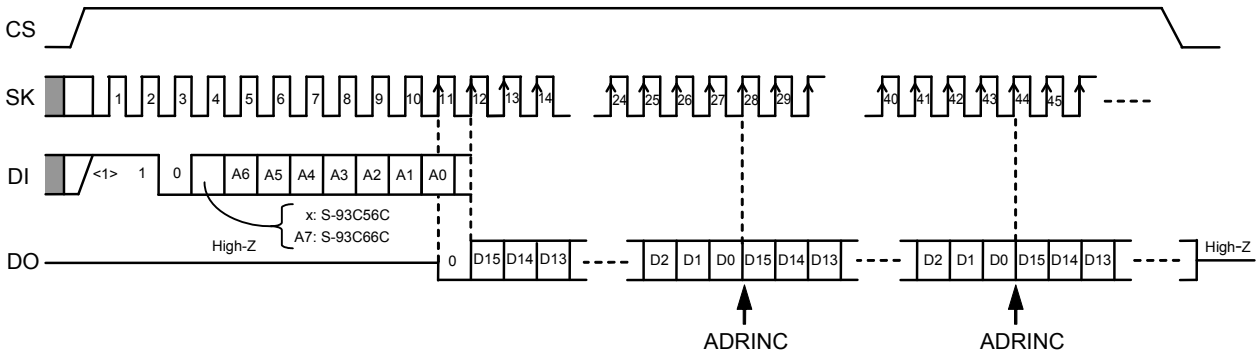 CS
SK 1 2 3 4 5 6 7 8 9 10 11 12 13 14 24 25 26 27 28 29 40 41 42 43 44 45
DI <1> 1 0 A6 A5 A4 A3 A2 A1 A0
x: S-93C56C
A7: S-93C66C
High-Z
High-Z
DO 0 D15 D14 D13 D2 D1 D0 D15 D14 D13 D2 D1 D0 D15 D14 D13
ADRINC ADRINC